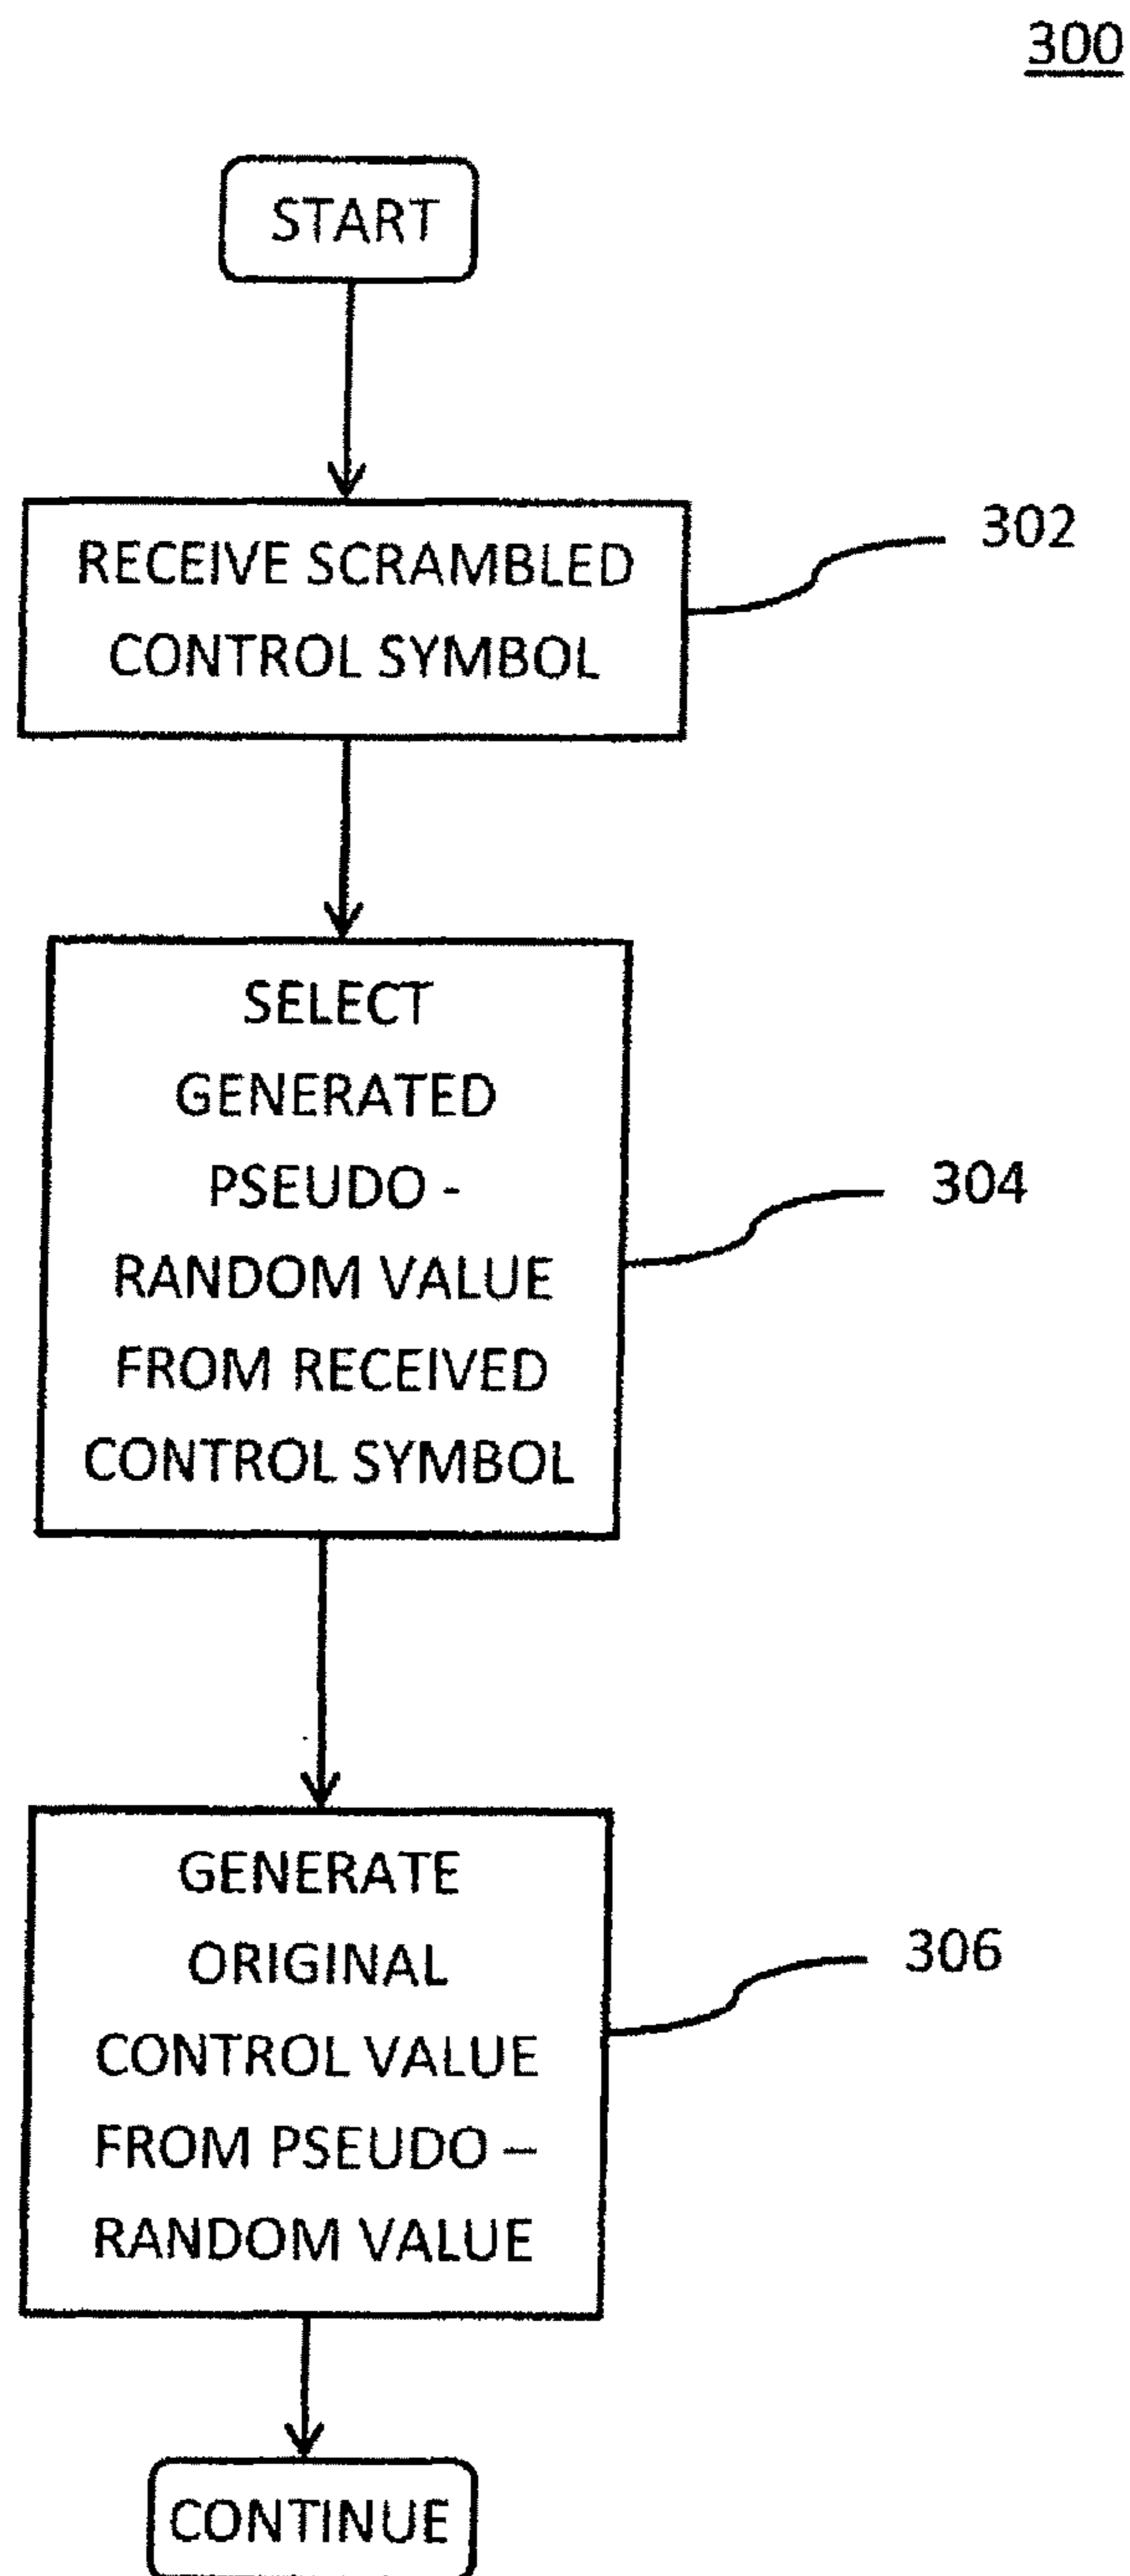 300
START
RECEIVE SCRAMBLED
CONTROL SYMBOL
302
SELECT
GENERATED
PSEUDO -
RANDOM VALUE
FROM RECEIVED
CONTROL SYMBOL
304
GENERATE
ORIGINAL
CONTROL VALUE
FROM PSEUDO –
RANDOM VALUE
306
CONTINUE